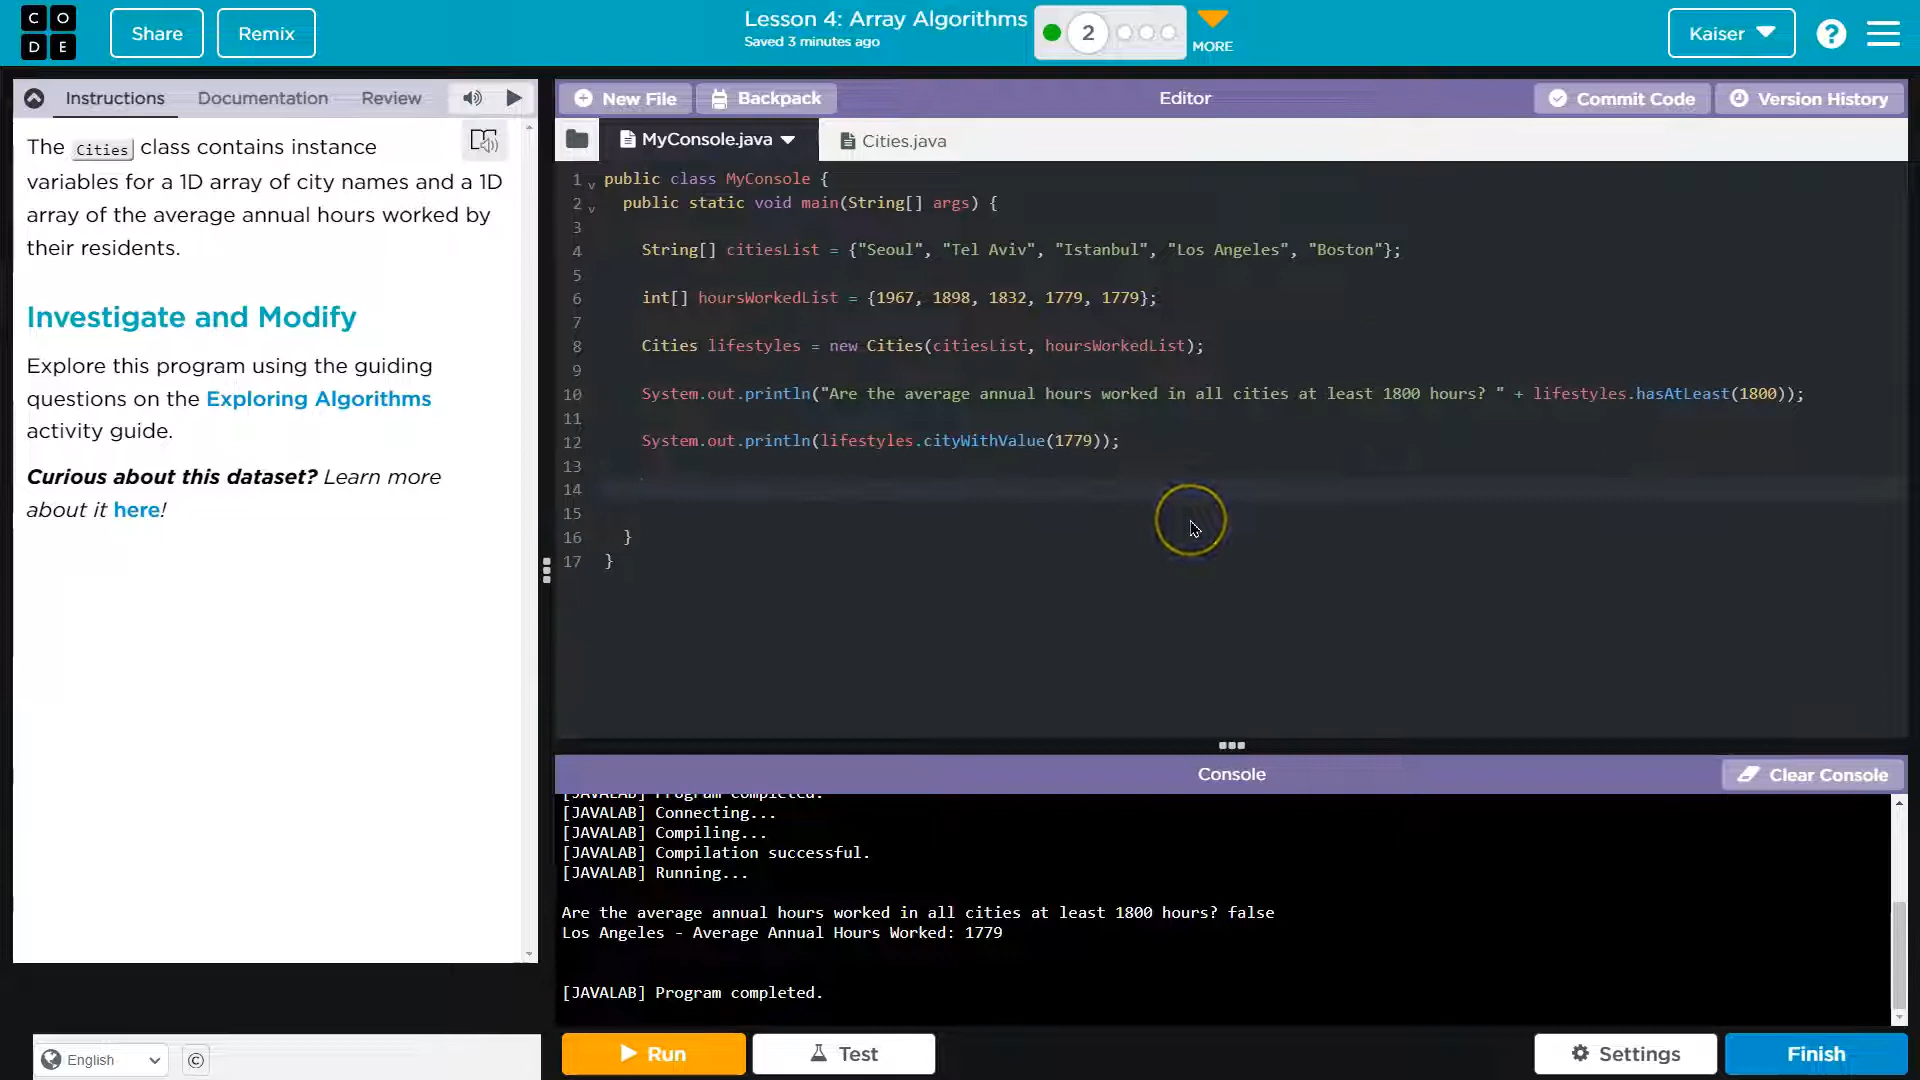 CO
DE
Share
Remix
Lesson 4: Array Algorithms
Saved 3 minutes ago
2
MORE
Kaiser
?
Instructions
Documentation
Review
The Cities class contains instance
variables for a 1D array of city names and a 1D
array of the average annual hours worked by
their residents.
Investigate and Modify
Explore this program using the guiding
questions on the Exploring Algorithms
activity guide.
Curious about this dataset? Learn more
about it here!
English
©
New File
Backpack
Editor
Commit Code
Version History
MyConsole.java
Cities.java
1 public class MyConsole {
2 public static void main(String[] args) {
3
4 String[] citiesList = {"Seoul", "Tel Aviv", "Istanbul", "Los Angeles", "Boston"};
5
6 int[] hoursWorkedList = {1967, 1898, 1832, 1779, 1779};
7
8 Cities lifestyles = new Cities(citiesList, hoursWorkedList);
9
10 System.out.println("Are the average annual hours worked in all cities at least 1800 hours? " + lifestyles.hasAtLeast(1800));
11
12 System.out.println(lifestyles.cityWithValue(1779));
13
14
15
16 }
17 }
Console
Clear Console
[JAVALAB] Program completed.
[JAVALAB] Connecting...
[JAVALAB] Compiling...
[JAVALAB] Compilation successful.
[JAVALAB] Running...
Are the average annual hours worked in all cities at least 1800 hours? false
Los Angeles - Average Annual Hours Worked: 1779
[JAVALAB] Program completed.
Run
Test
Settings
Finish